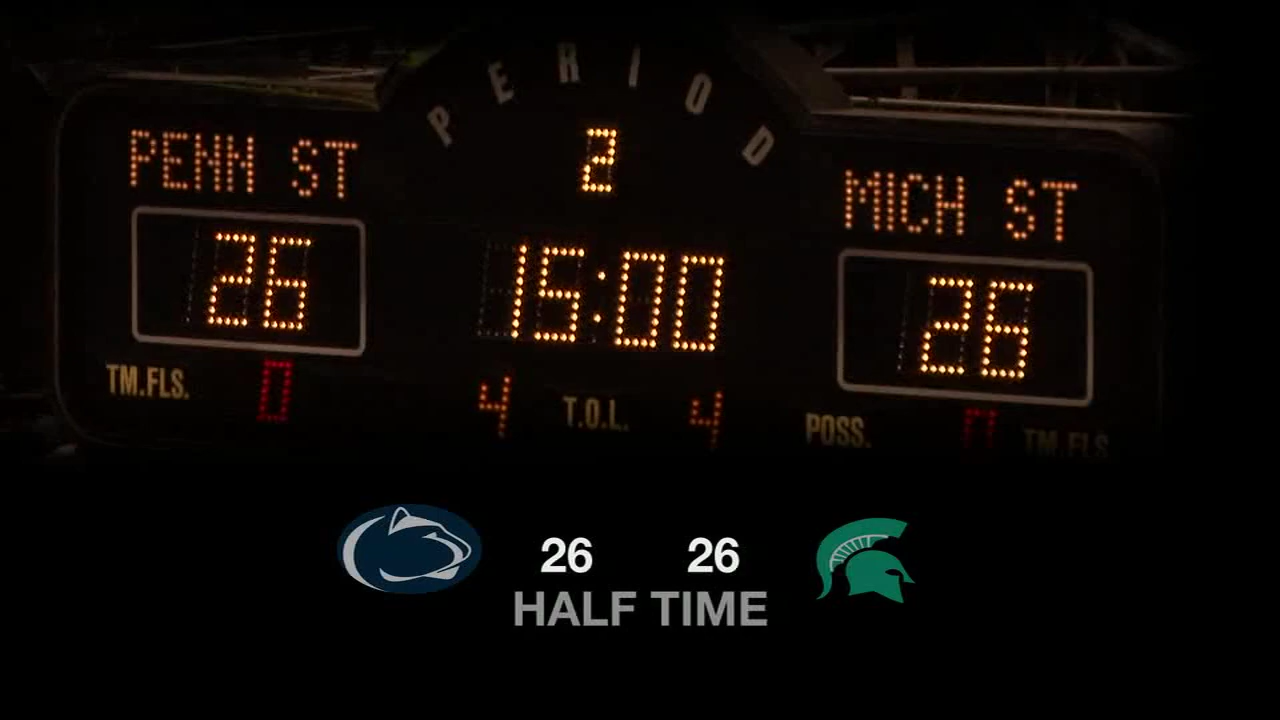 PERIOD
PENN ST
2
MICH ST
26
15:00
26
TM.FLS.
0
4
T.O.L.
4
POSS.
0
TM.FLS
26 26
HALF TIME